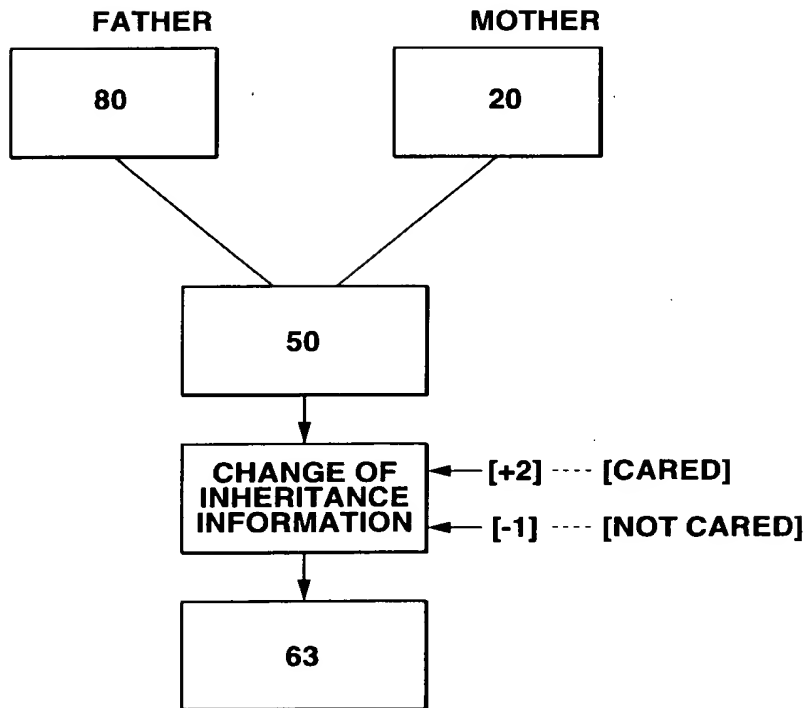 FATHER
MOTHER
80
20
50
CHANGE OF
INHERITANCE
INFORMATION
[+2] ---- [CARED]
[-1] ---- [NOT CARED]
63